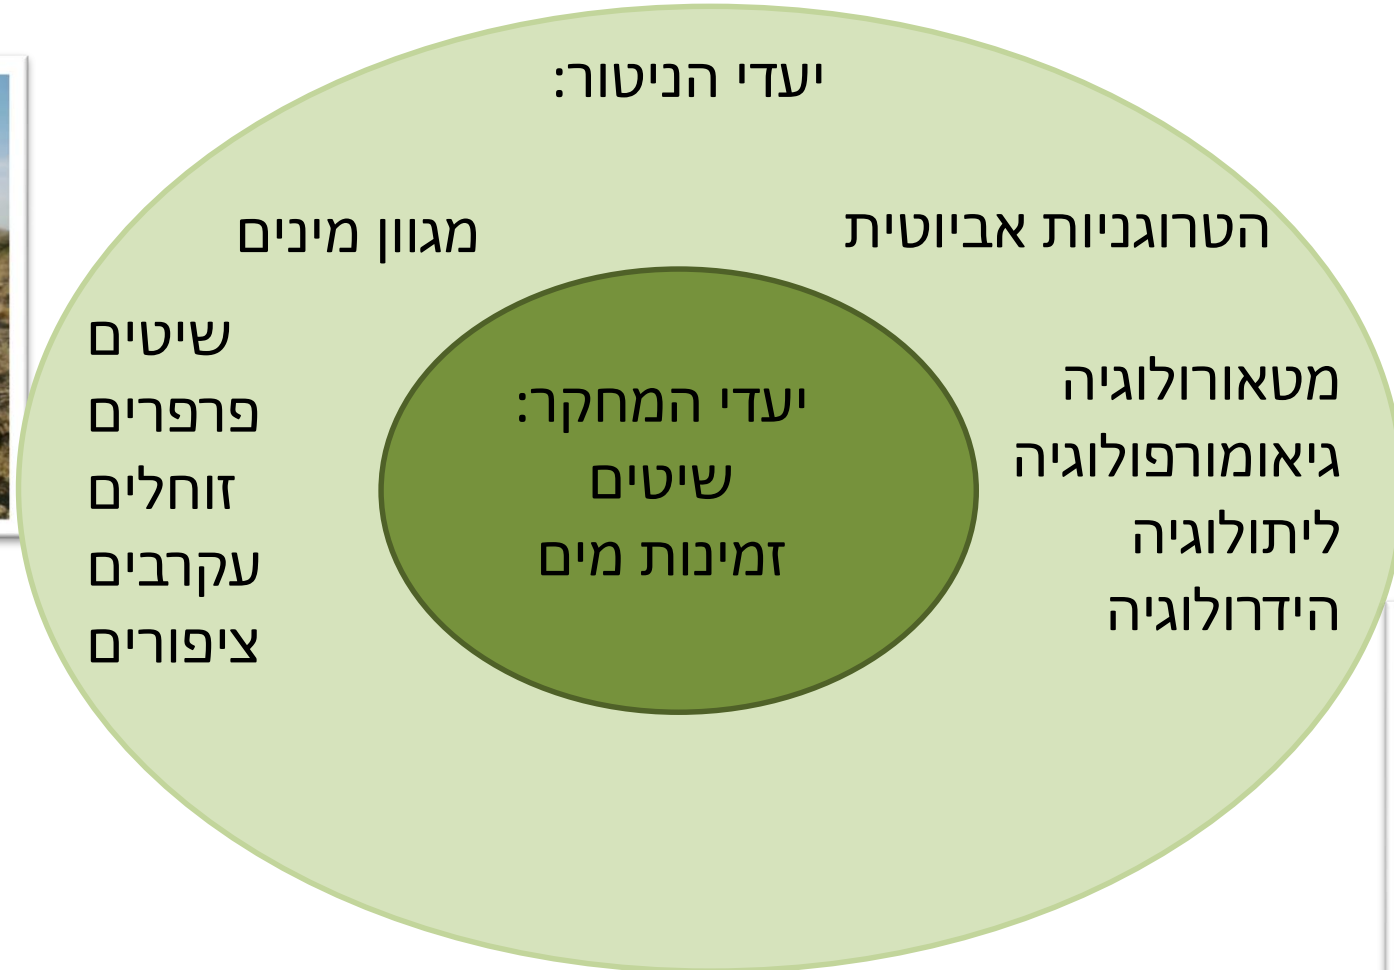 יעדי הניטור:
הטרוגניות אביוטית
מטאורולוגיה
גיאומורפולוגיה
ליתולוגיה
הידרולוגיה
יעדי המחקר:
שיטים
זמינות מים
מגוון מינים
שיטים
פרפרים
זוחלים
עקרבים
ציפורים